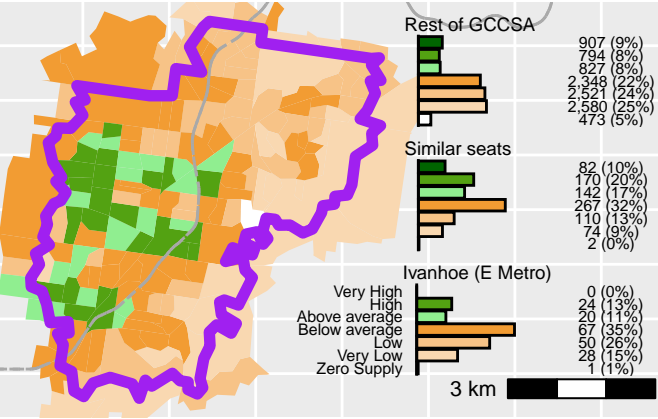 Rest of GCCSA
907 (9%)
794 (8%)
827 (8%)
2,348 (22%)
2,521 (24%)
2,580 (25%)
473 (5%)
Similar seats
82 (10%)
170 (20%)
142 (17%)
267 (32%)
110 (13%)
74 (9%)
2 (0%)
Ivanhoe (E Metro)
Very High 0 (0%)
High 24 (13%)
Above average 20 (11%)
Below average 67 (35%)
Low 50 (26%)
Very Low 28 (15%)
Zero Supply 1 (1%)
3 km